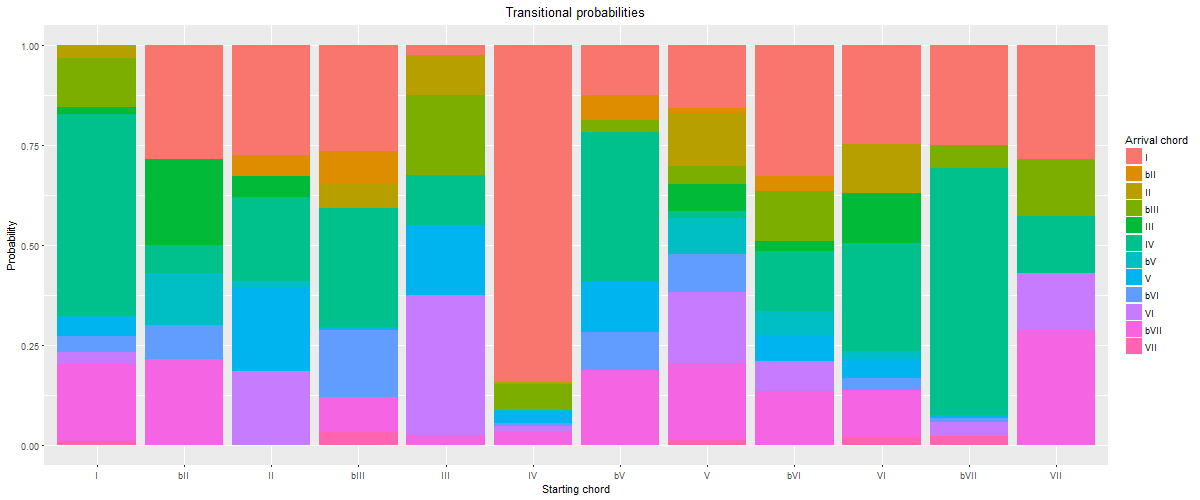 Transitional probabilities
Probability
1.00
0.75
0.50
0.25
0.00
I bII II bIII III IV bV V bVI VI bVII VII
Starting chord
Arrival chord
I
bII
II
bIII
III
IV
bV
V
bVI
VI
bVII
VII